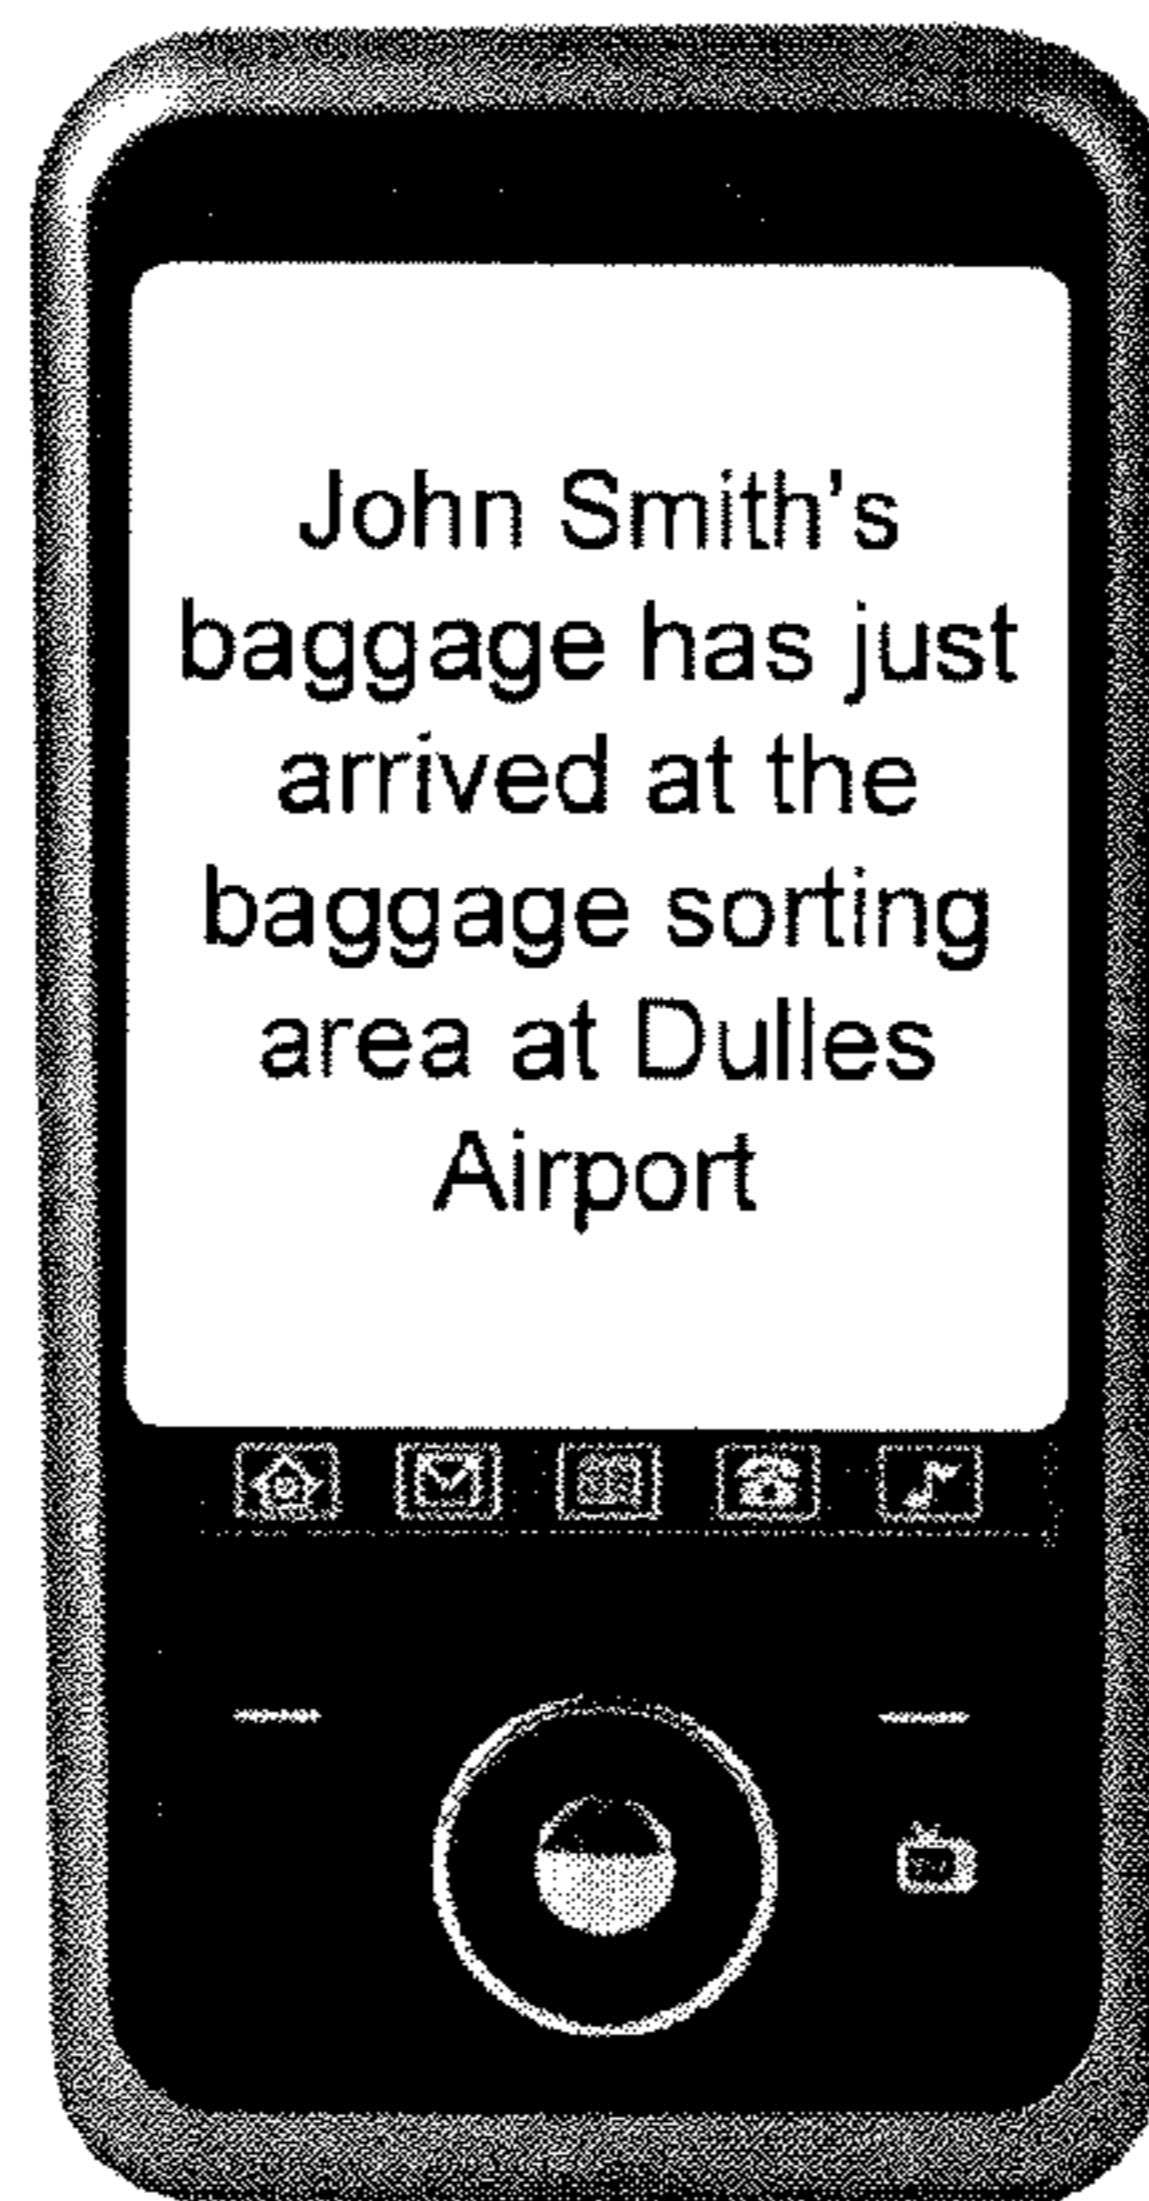 John Smith's
baggage has just
arrived at the
baggage sorting
area at Dulles
Airport